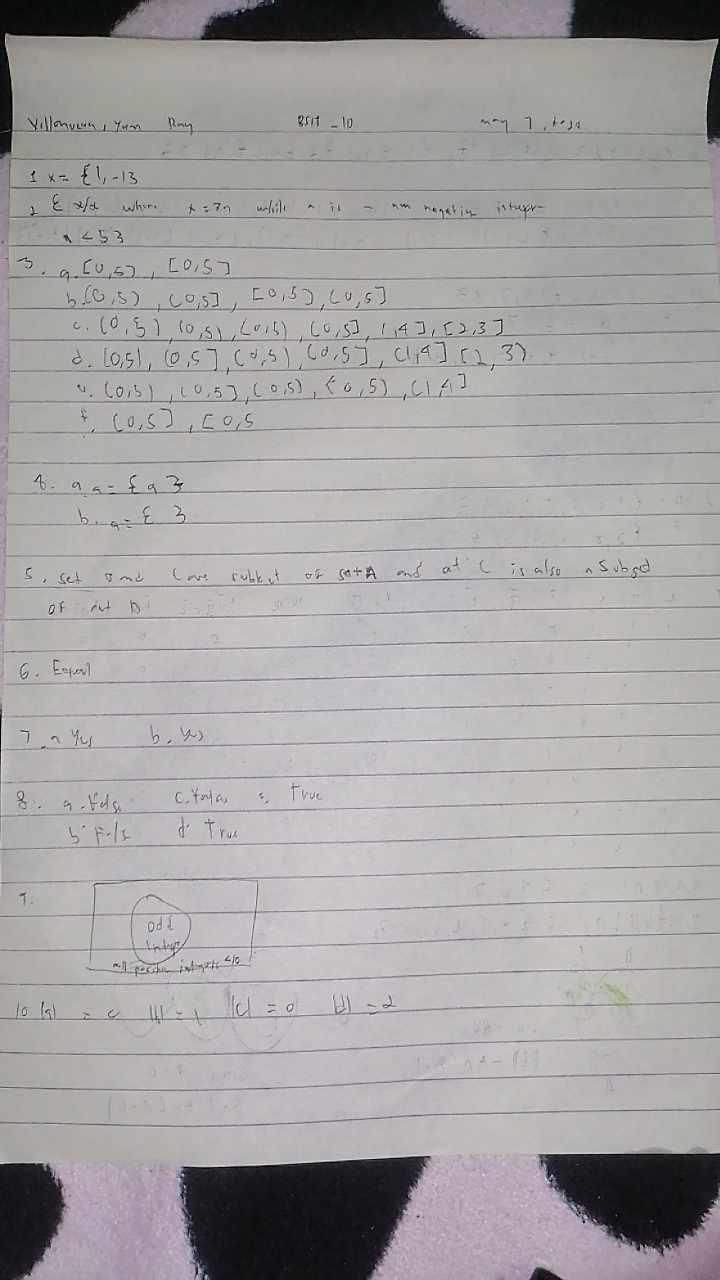 Villanueva, Yuan Ray BSIT - 10 may 7,
1 x = {1, -1}
2 { x/x where x = 7n while n is non negative integer
n < 5 }
3. a. [0,5), [0,5]
b. (0,5), (0,5], [0,5), (0,5]
c. (0,5), (0,5), (0,5), (0,5], 1,4], [2,3]
d. (0,5), (0,5], (0,5), (0,5], (1,4] [2,3)
(0,5), (0,5], (0,5), (0,5), (1,4]
f. (0,5], [0,5
4. a. a = { a }
b. a = { }
5. set and C are subset of set A and C is also a subset
of set D
6. Equal
7. a Yes b. Yes
8. a. False c. False e. True
b. False d. True
9.
odd
integ
all positive integers <10
10 |a| = 0 |b| = 1 |c| = 0 |d| = 2